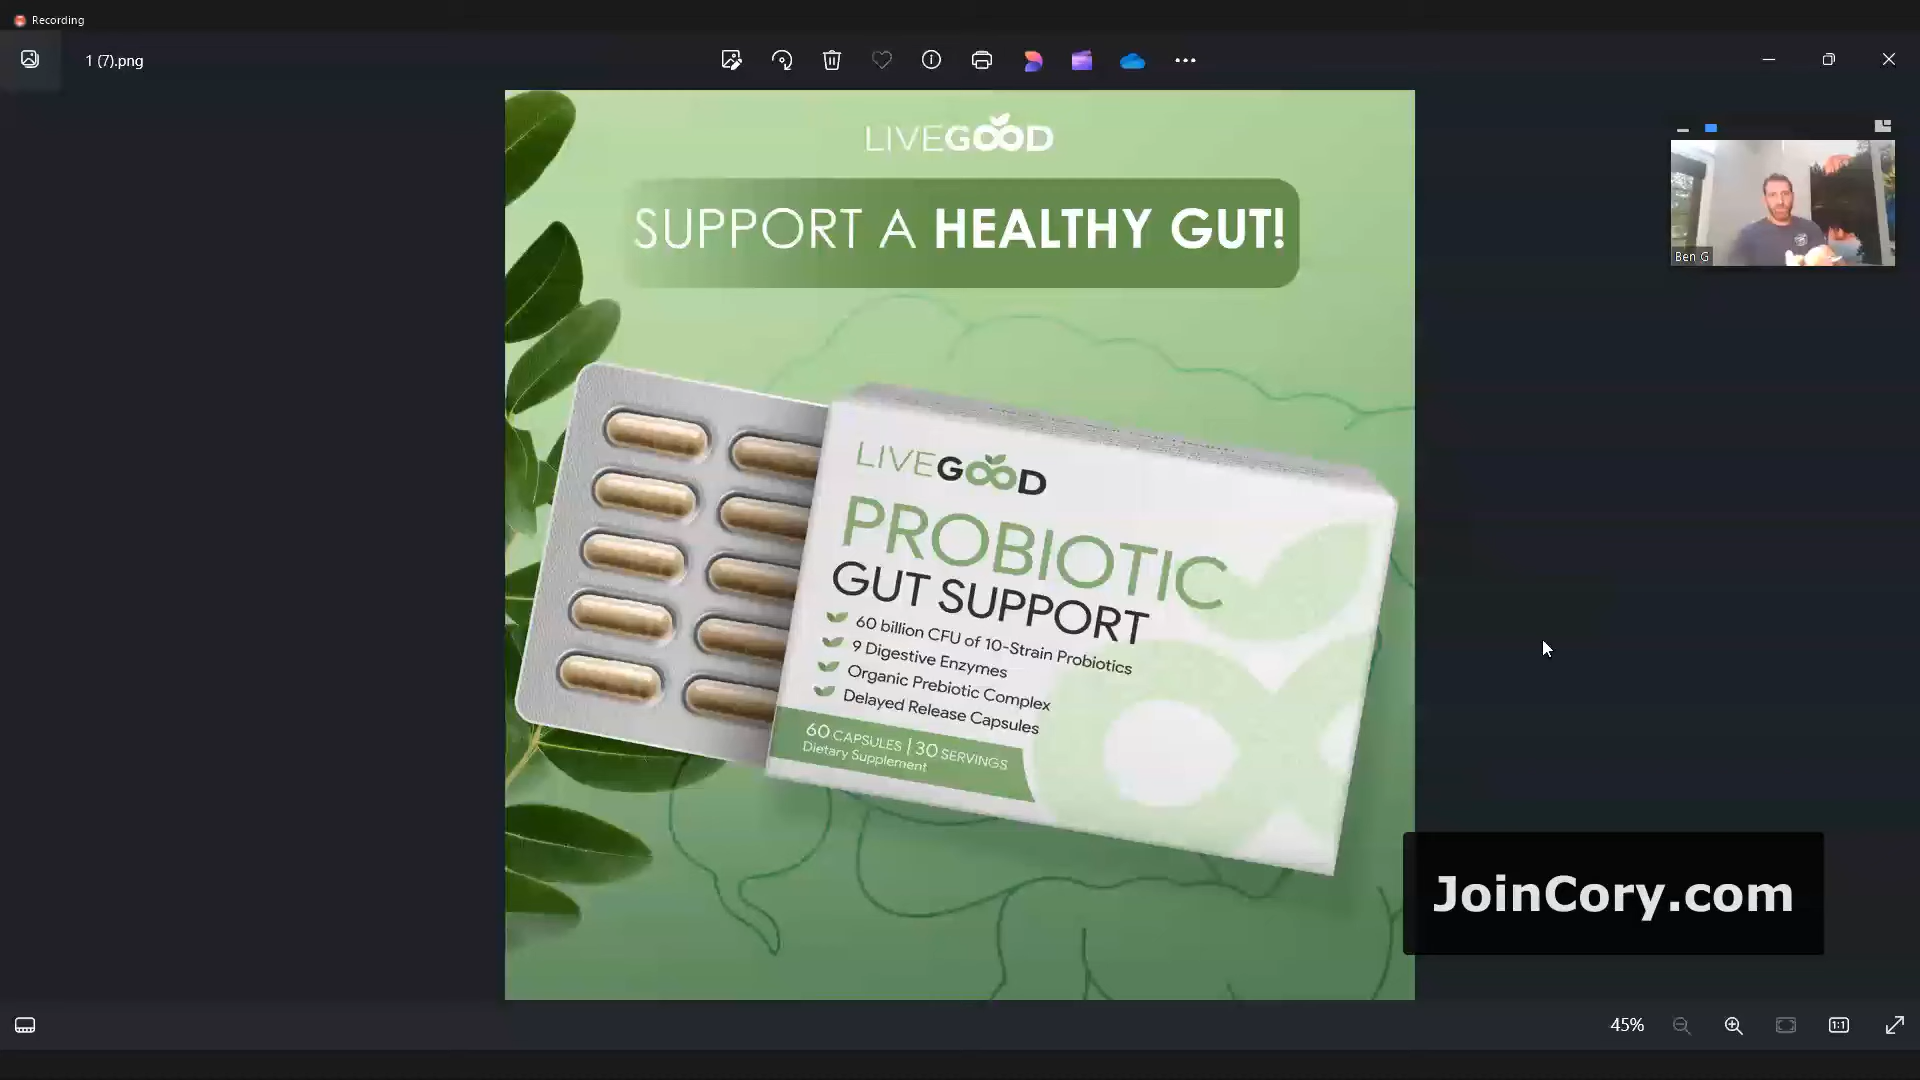 Recording
1 (7).png
LIVEGOOD
SUPPORT A HEALTHY GUT!
Ben G
LIVEGOOD
PROBIOTIC
GUT SUPPORT
60 billion CFU of 10-Strain Probiotics
9 Digestive Enzymes
Organic Prebiotic Complex
Delayed Release Capsules
60 CAPSULES | 30 SERVINGS
Dietary Supplement
JoinCory.com
45%
1:1